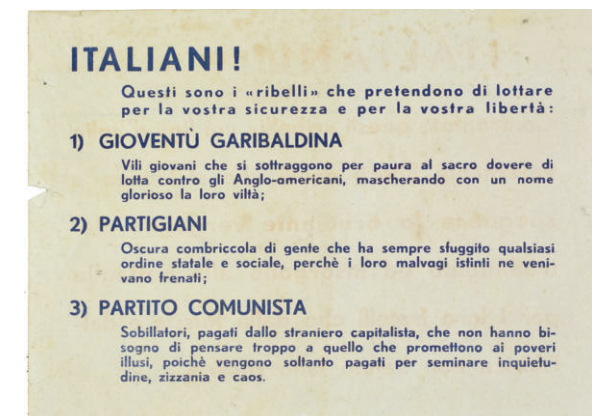 ITALIANI!
Questi sono i «ribelli» che pretendono di lottare
per la vostra sicurezza e per la vostra libertà:
1) GIOVENTÙ GARIBALDINA
Vili giovani che si sottraggono per paura al sacro dovere di
lotta contro gli Anglo-americani, mascherando con un nome
glorioso la loro viltà;
2) PARTIGIANI
Oscura combriccola di gente che ha sempre sfuggito qualsiasi
ordine statale e sociale, perchè i loro malvagi istinti ne veni-
vano frenati;
3) PARTITO COMUNISTA
Sobillatori, pagati dallo straniero capitalista, che non hanno bi-
sogno di pensare troppo a quello che promettono ai poveri
illusi, poichè vengono soltanto pagati per seminare inquietu-
dine, zizzania e caos.